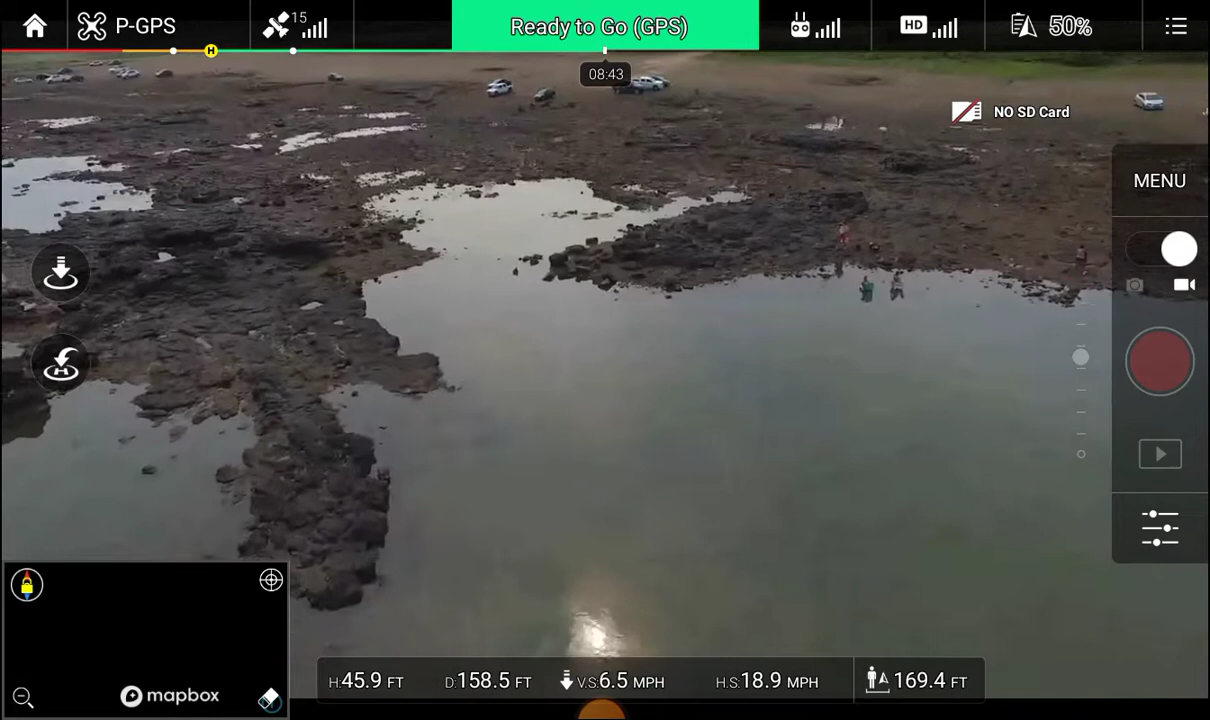 P-GPS
15
Ready to Go (GPS)
HD
50%
H
08:43
NO SD Card
MENU
mapbox
H:45.9 FT D:158.5 FT V.S:6.5 MPH H.S:18.9 MPH 169.4 FT